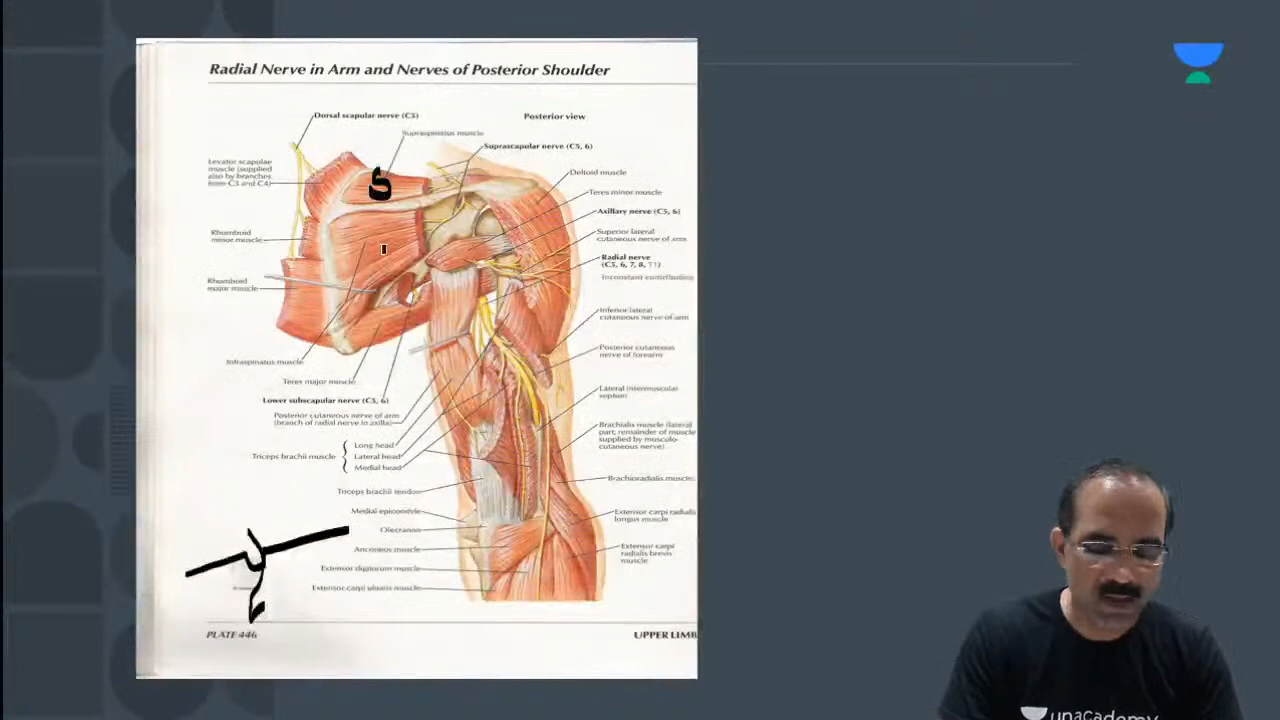 Radial Nerve in Arm and Nerves of Posterior Shoulder
Dorsal scapular nerve (C5)
Posterior view
Supraspinatus muscle
Suprascapular nerve (C5, 6)
Levator scapulae
muscle (supplied
also by branches
from C3 and C4)
Deltoid muscle
Teres minor muscle
Axillary nerve (C5, 6)
Superior lateral
cutaneous nerve of arm
Rhomboid
minor muscle
Radial nerve
(C5, 6, 7, 8, T1)
Inconstant contribution
Rhomboid
major muscle
Inferior lateral
cutaneous nerve of arm
Posterior cutaneous
nerve of forearm
Infraspinatus muscle
Teres major muscle
Lower subscapular nerve (C5, 6)
Posterior cutaneous nerve of arm
(branch of radial nerve in axilla)
Lateral intermuscular
septum
Brachialis muscle (lateral
part; remainder of muscle
supplied by musculo-
cutaneous nerve)
Triceps brachii muscle
Long head
Lateral head
Medial head
Brachioradialis muscle
Triceps brachii tendon
Medial epicondyle
Olecranon
Anconeus muscle
Extensor digitorum muscle
Extensor carpi ulnaris muscle
Extensor carpi radialis
longus muscle
Extensor carpi
radialis brevis
muscle
S
PLATE 446
UPPER LIMB
unacademy